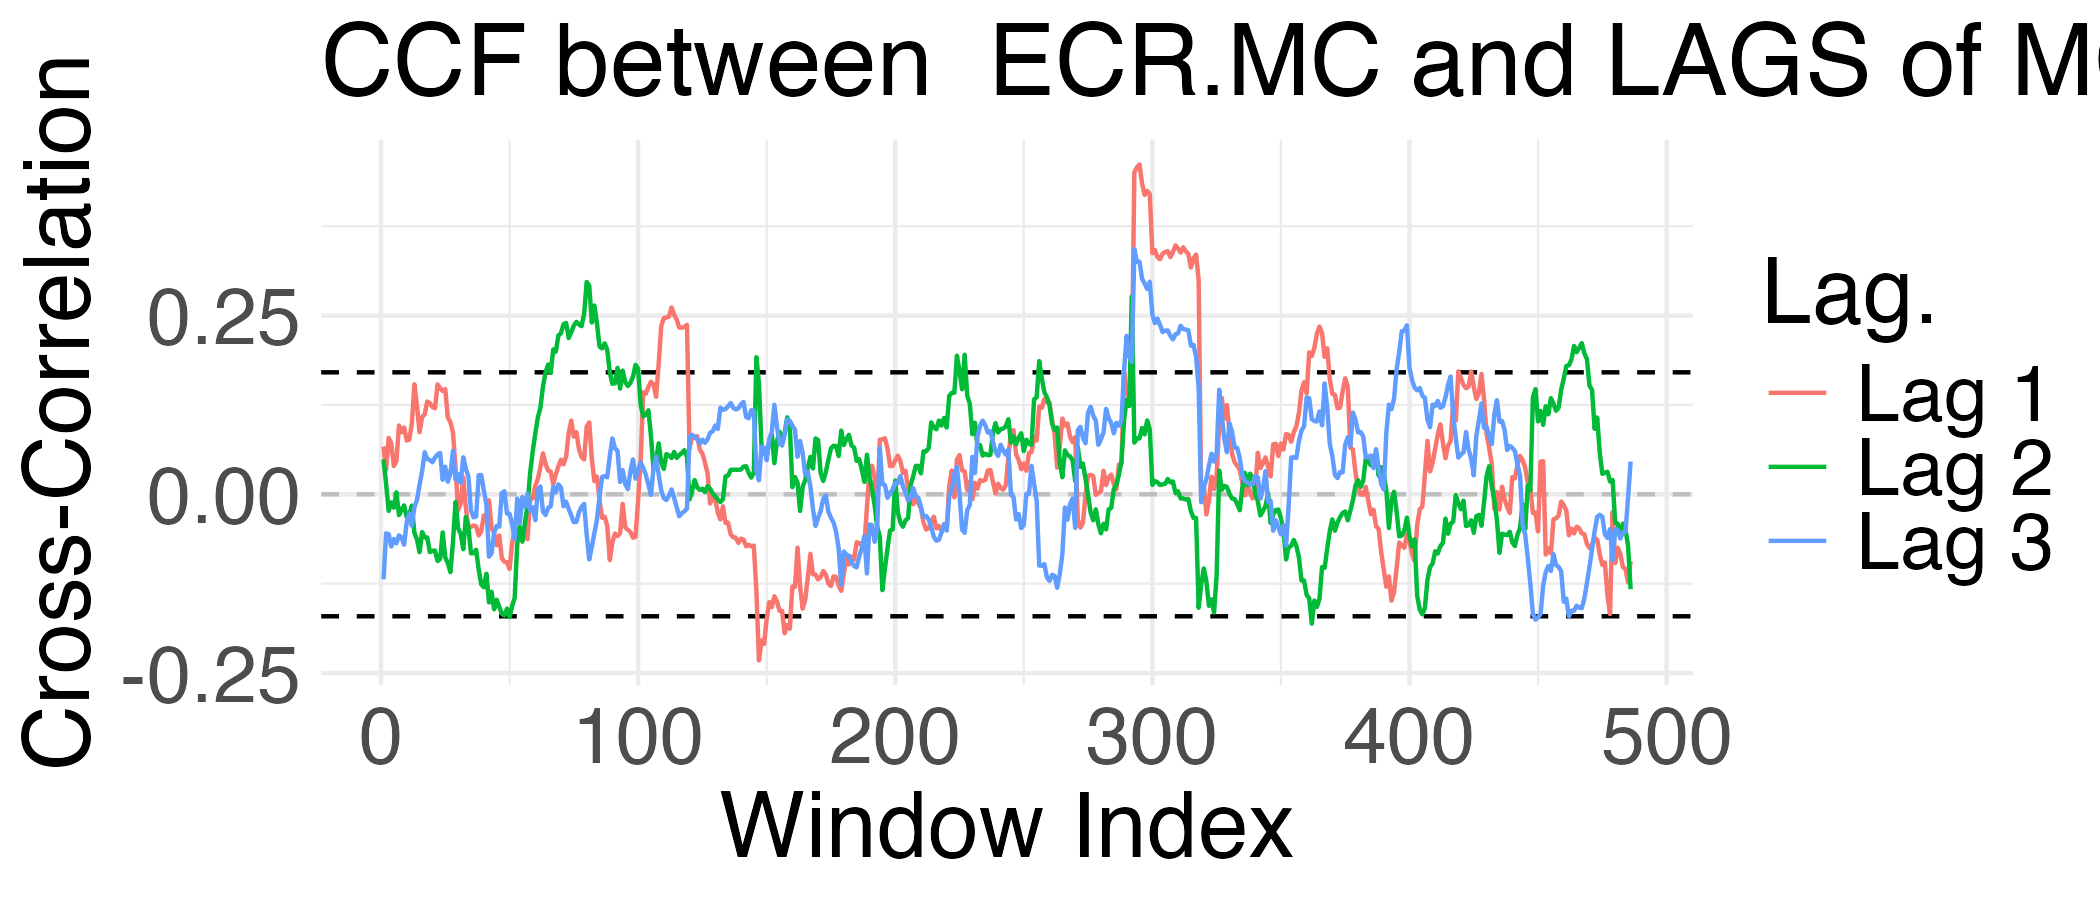 CCF between ECR.MC and LAGS of M
Cross-Correlation
0.25
0.00
-0.25
0
100
200
300
400
500
Window Index
Lag.
Lag 1
Lag 2
Lag 3